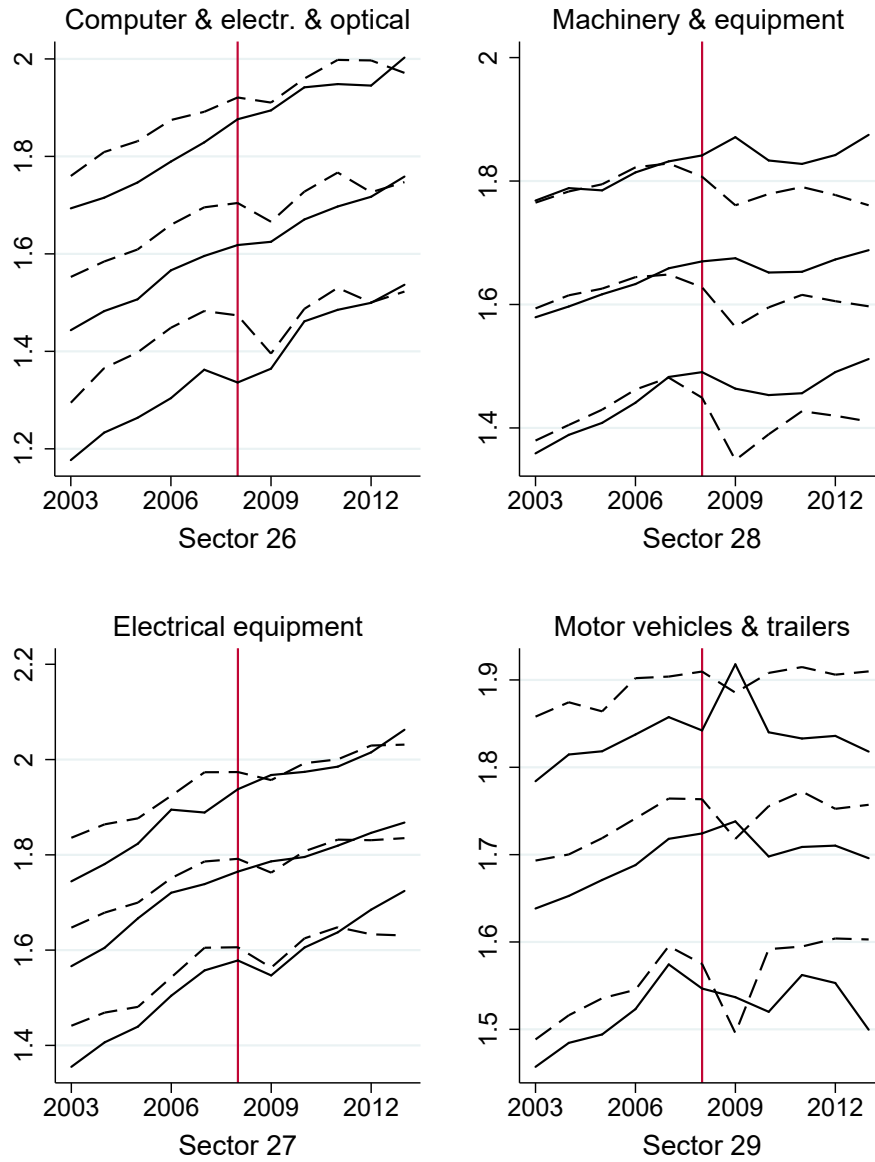 Computer & electr. & optical
2
1.8
1.6
1.4
1.2
2003 2006 2009 2012
Sector 26
Machinery & equipment
2
1.8
1.6
1.4
2003 2006 2009 2012
Sector 28
Electrical equipment
2.2
2
1.8
1.6
1.4
2003 2006 2009 2012
Sector 27
Motor vehicles & trailers
1.9
1.8
1.7
1.6
1.5
2003 2006 2009 2012
Sector 29